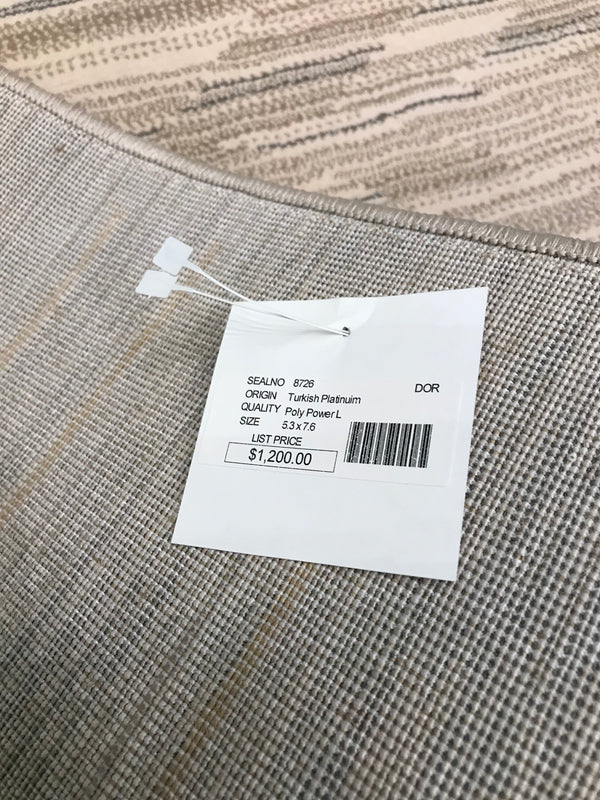 SEALNO 8726 DOR
ORIGIN Turkish Platinuim
QUALITY Poly Power L
SIZE 5.3 x 7.6
LIST PRICE
$1,200.00